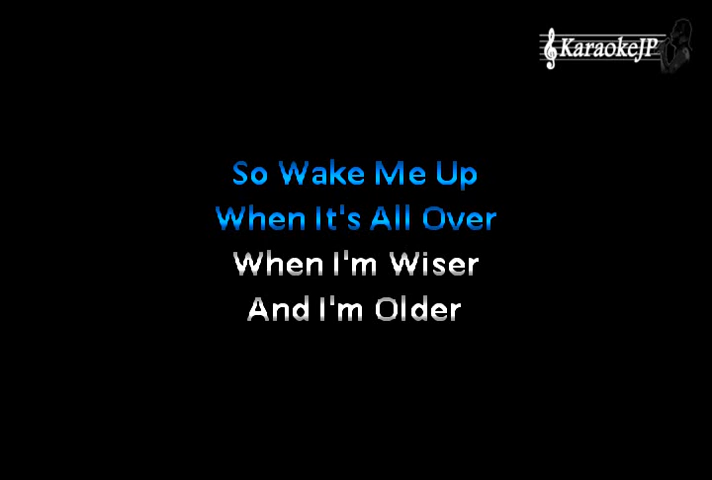 KaraokeJP
So Wake Me Up
When It's All Over
When I'm Wiser
And I'm Older